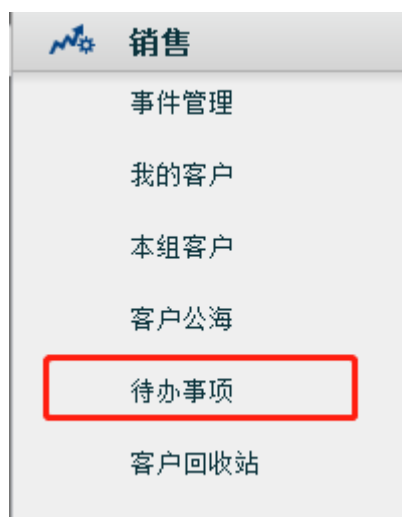 销售
事件管理
我的客户
本组客户
客户公海
待办事项
客户回收站